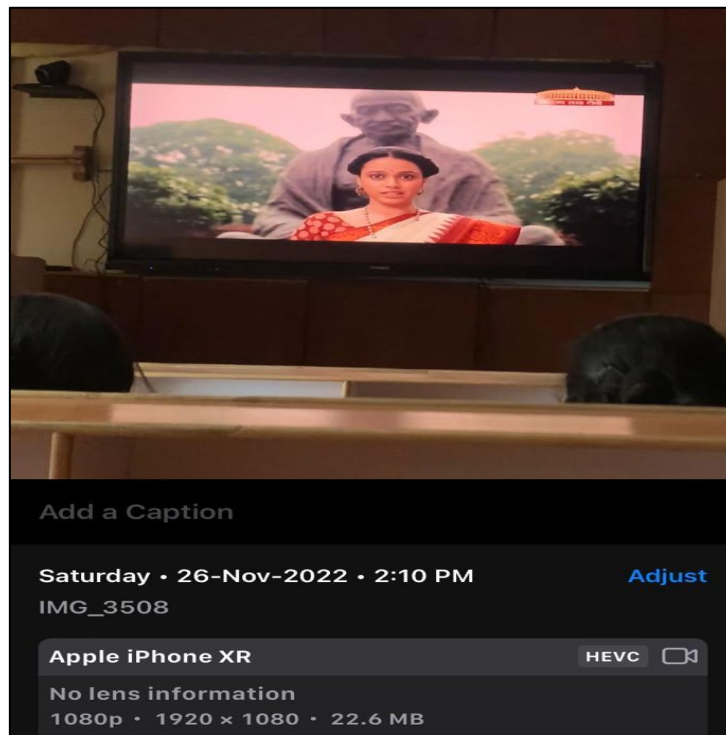 Add a Caption
Saturday • 26-Nov-2022 • 2:10 PM
Adjust
IMG_3508
Apple iPhone XR
HEVC
No lens information
1080p • 1920 × 1080 • 22.6 MB